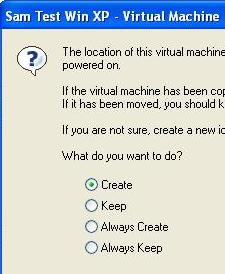 Sam Test Win XP - Virtual Machine
The location of this virtual machine
powered on.
If the virtual machine has been
If it has been moved, you should
If you are not sure, create a new
What do you want to do?
Create
Keep
Always Create
Always Keep